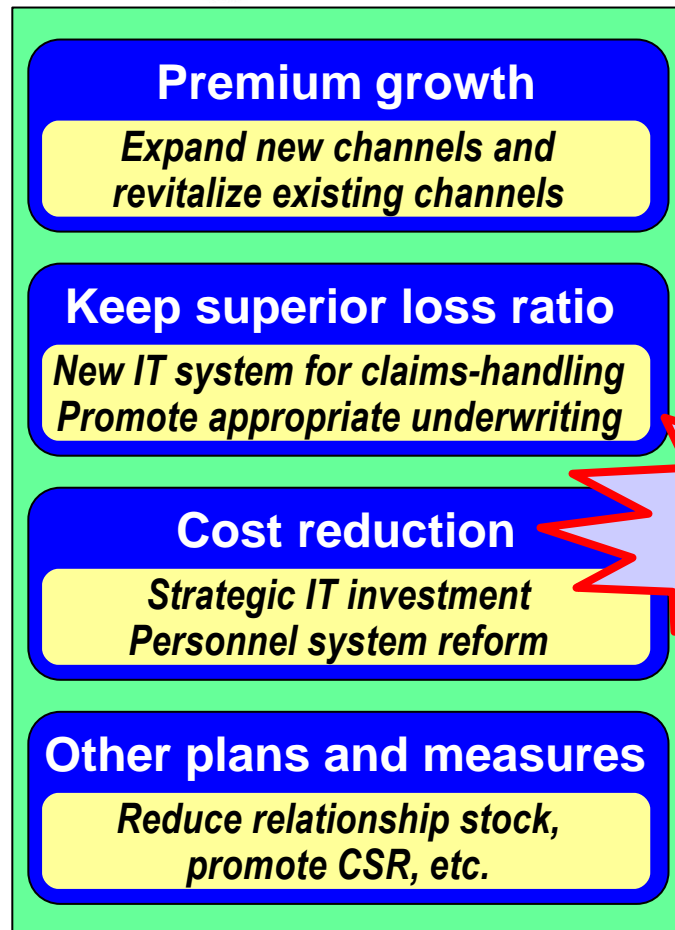 Premium growth
Expand new channels and
revitalize existing channels
Keep superior loss ratio
New IT system for claims-handling
Promote appropriate underwriting
Cost reduction
Strategic IT investment
Personnel system reform
Other plans and measures
Reduce relationship stock,
promote CSR, etc.